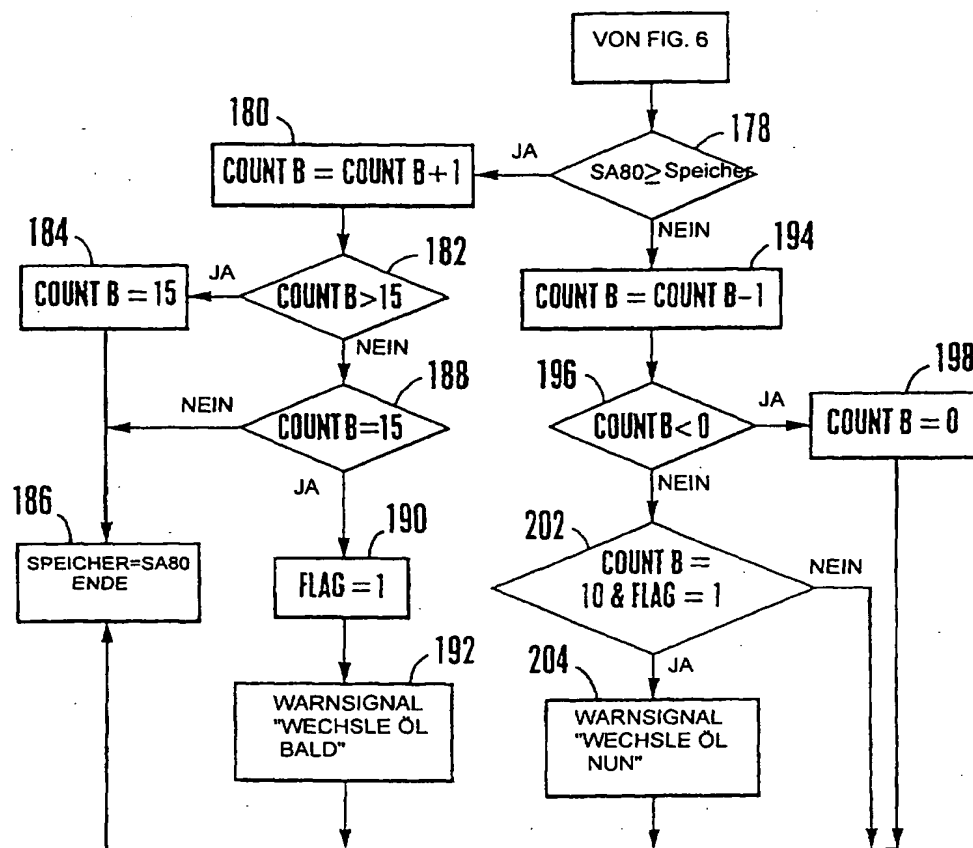 VON FIG. 6
178
SA80≥Speicher
JA
NEIN
180
COUNT B = COUNT B+1
182
COUNT B>15
JA
NEIN
184
COUNT B = 15
188
COUNT B=15
NEIN
JA
186
SPEICHER=SA80
ENDE
190
FLAG = 1
192
WARNSIGNAL
"WECHSLE ÖL
BALD"
194
COUNT B = COUNT B-1
196
COUNT B< 0
JA
NEIN
198
COUNT B = 0
202
COUNT B =
10 & FLAG = 1
NEIN
JA
204
WARNSIGNAL
"WECHSLE ÖL
NUN"